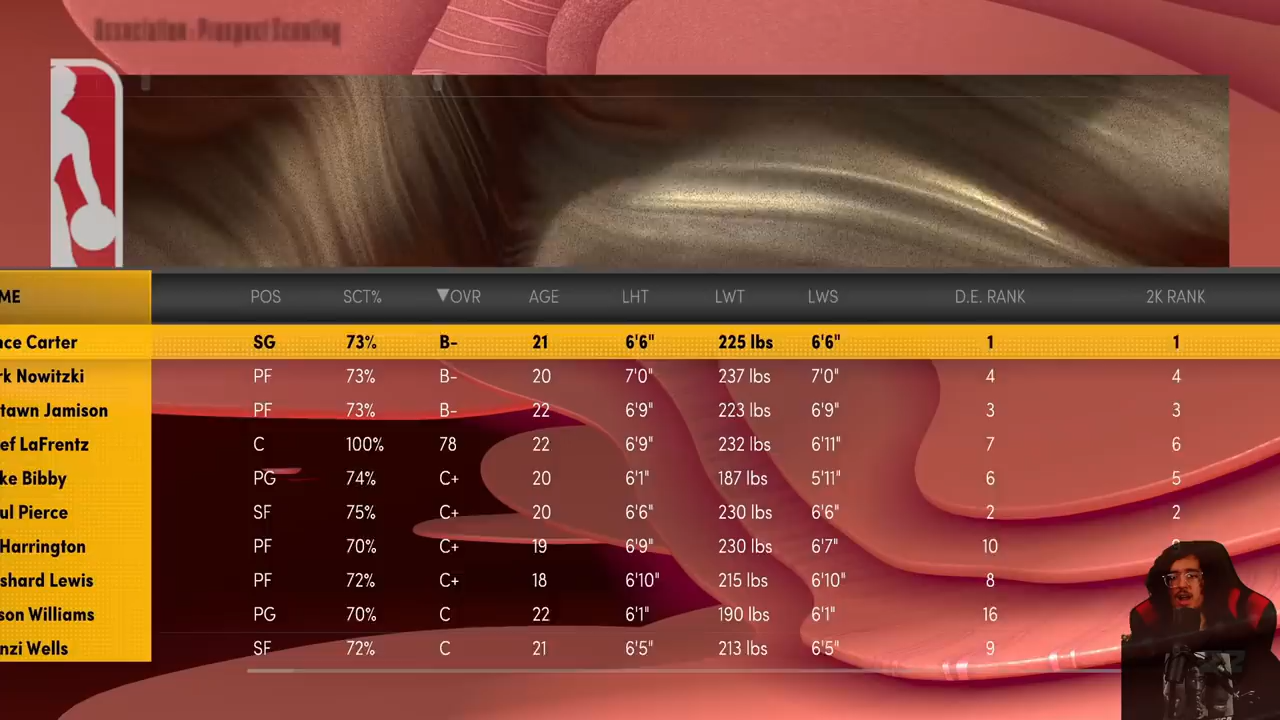 Association - Prospect Scouting
ME POS SCT% ▼OVR AGE LHT LWT LWS D.E. RANK 2K RANK
nce Carter SG 73% B- 21 6'6" 225 lbs 6'6" 1 1
rk Nowitzki PF 73% B- 20 7'0" 237 lbs 7'0" 4 4
tawn Jamison PF 73% B- 22 6'9" 223 lbs 6'9" 3 3
ef LaFrentz C 100% 78 22 6'9" 232 lbs 6'11" 7 6
ke Bibby PG 74% C+ 20 6'1" 187 lbs 5'11" 6 5
ul Pierce SF 75% C+ 20 6'6" 230 lbs 6'6" 2 2
Harrington PF 70% C+ 19 6'9" 230 lbs 6'7" 10
shard Lewis PF 72% C+ 18 6'10" 215 lbs 6'10" 8
son Williams PG 70% C 22 6'1" 190 lbs 6'1" 16
nzi Wells SF 72% C 21 6'5" 213 lbs 6'5" 9